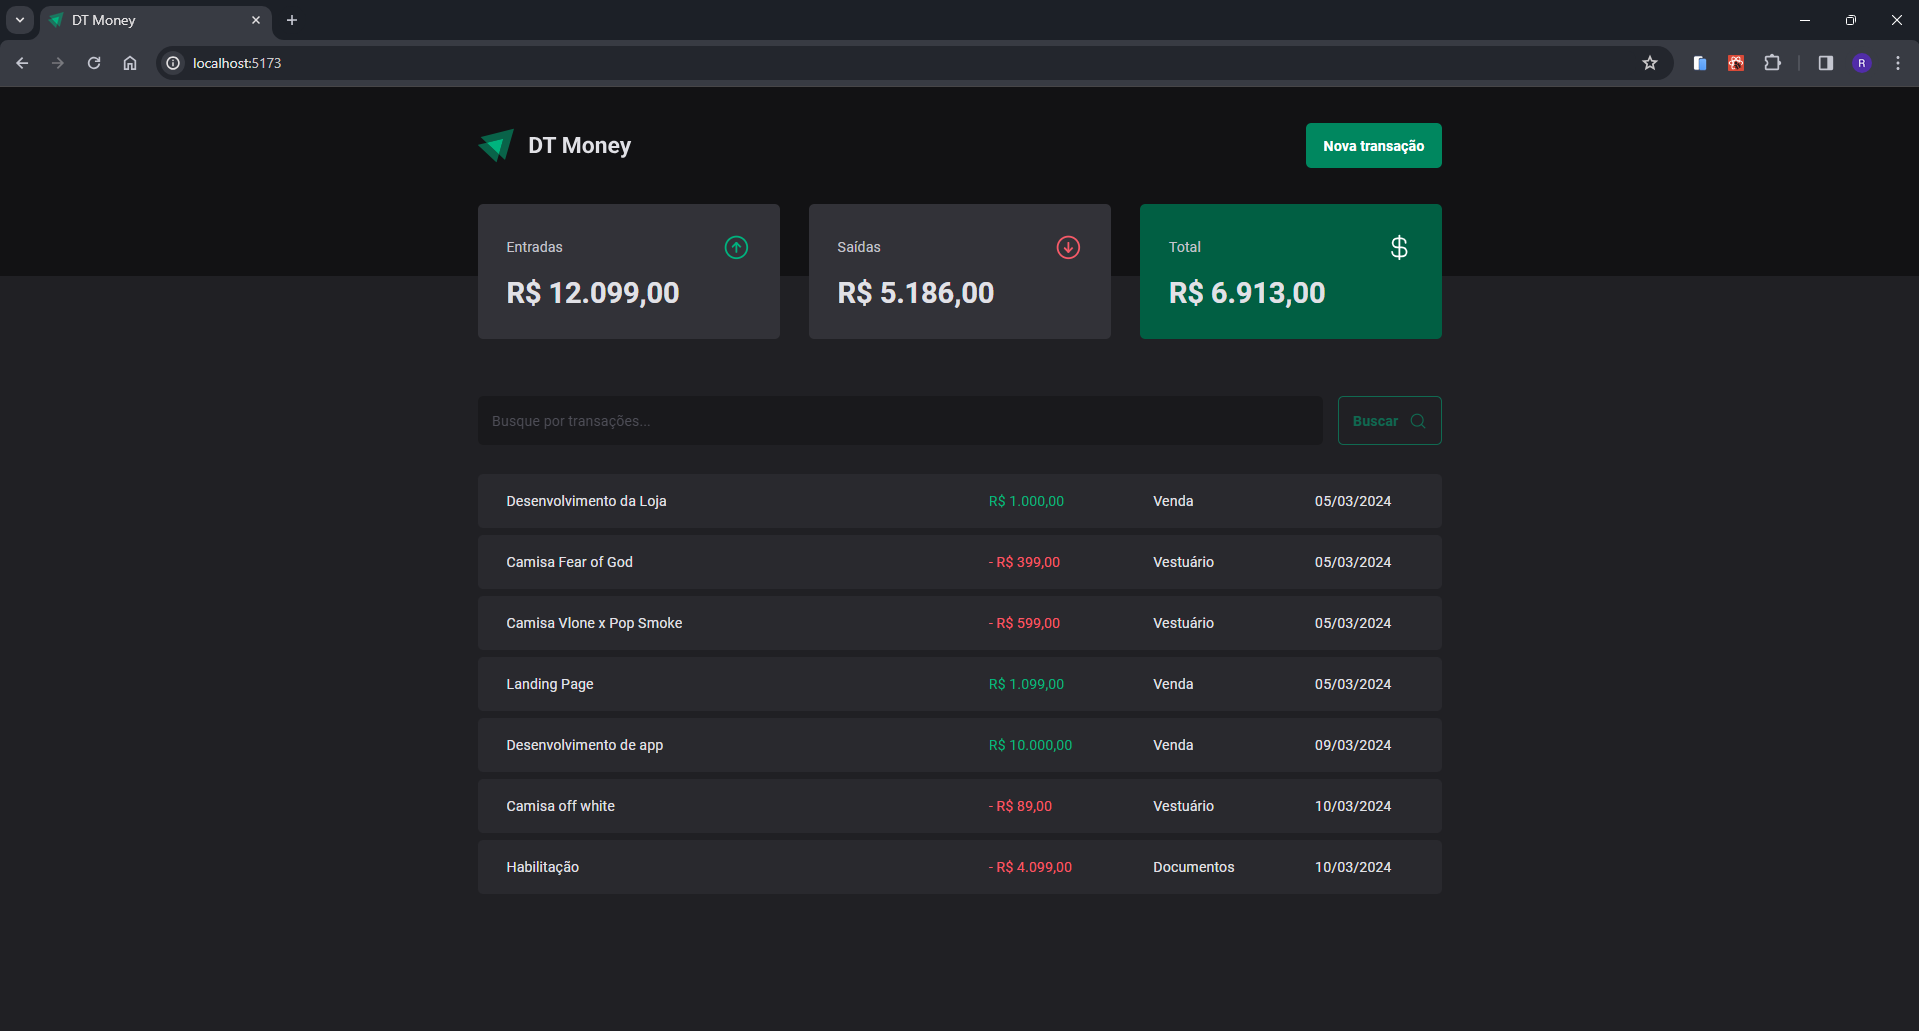 DT Money
localhost:5173
R
DT Money
Nova transação
Entradas
R$ 12.099,00
Saídas
R$ 5.186,00
Total
R$ 6.913,00
Busque por transações...
Buscar
Desenvolvimento da Loja R$ 1.000,00 Venda 05/03/2024
Camisa Fear of God - R$ 399,00 Vestuário 05/03/2024
Camisa Vlone x Pop Smoke - R$ 599,00 Vestuário 05/03/2024
Landing Page R$ 1.099,00 Venda 05/03/2024
Desenvolvimento de app R$ 10.000,00 Venda 09/03/2024
Camisa off white - R$ 89,00 Vestuário 10/03/2024
Habilitação - R$ 4.099,00 Documentos 10/03/2024